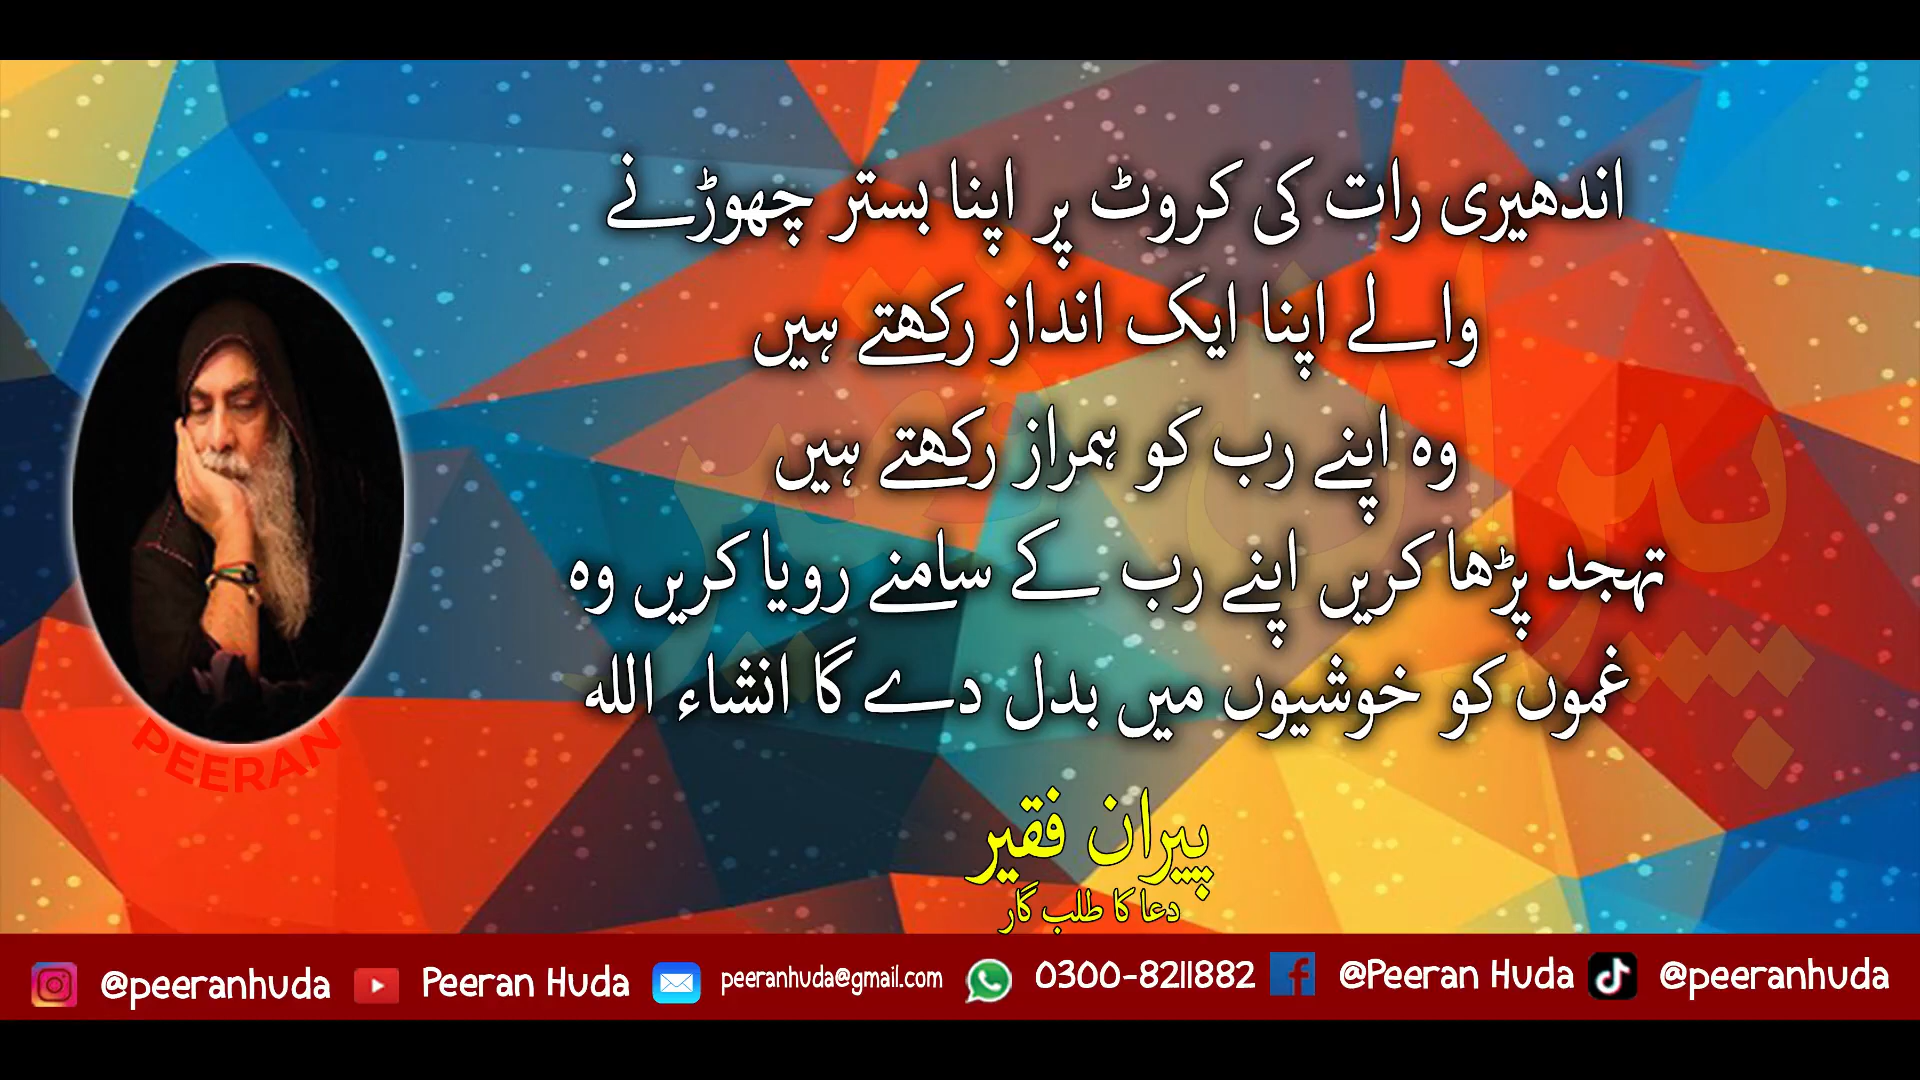 اندھیری رات کی کروٹ پر اپنا بستر چھوڑنے
والے اپنا ایک انداز رکھتے ہیں
وہ اپنے رب کو ہمراز رکھتے ہیں
تہجد پڑھا کریں اپنے رب کے سامنے رویا کریں وہ
غموں کو خوشیوں میں بدل دے گا انشاء اللہ
پیران فقیر
دعا کا طلب گار
PEERAN
@peeranhuda Peeran Huda peeranhuda@gmail.com 0300-8211882 @Peeran Huda @peeranhuda